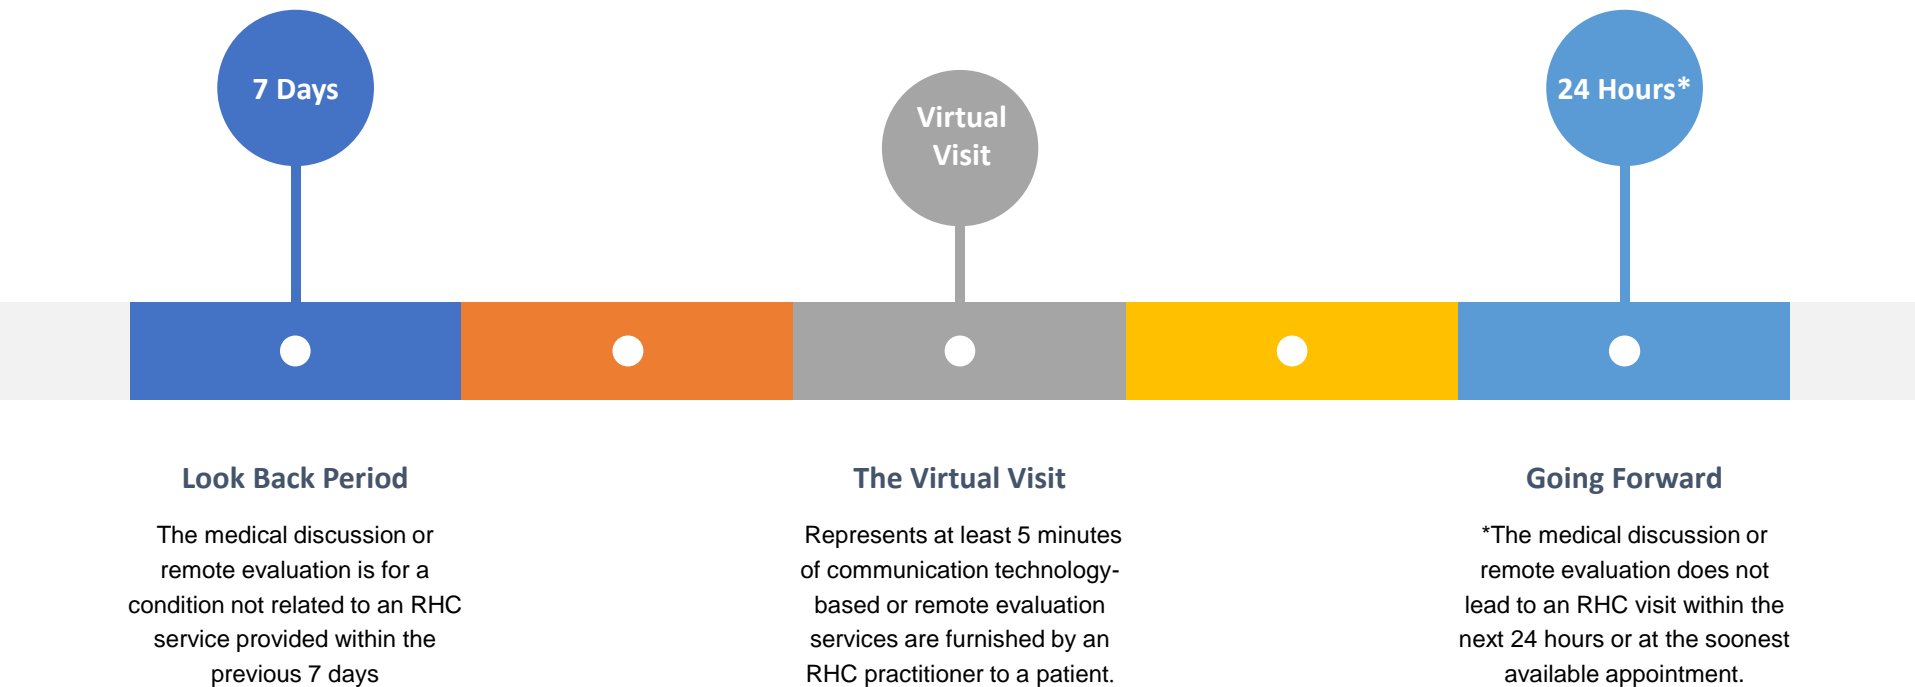 7 Days
Virtual
Visit
24 Hours*
Look Back Period
The medical discussion or
remote evaluation is for a
condition not related to an RHC
service provided within the
previous 7 days
The Virtual Visit
Represents at least 5 minutes
of communication technology-
based or remote evaluation
services are furnished by an
RHC practitioner to a patient.
Going Forward
*The medical discussion or
remote evaluation does not
lead to an RHC visit within the
next 24 hours or at the soonest
available appointment.